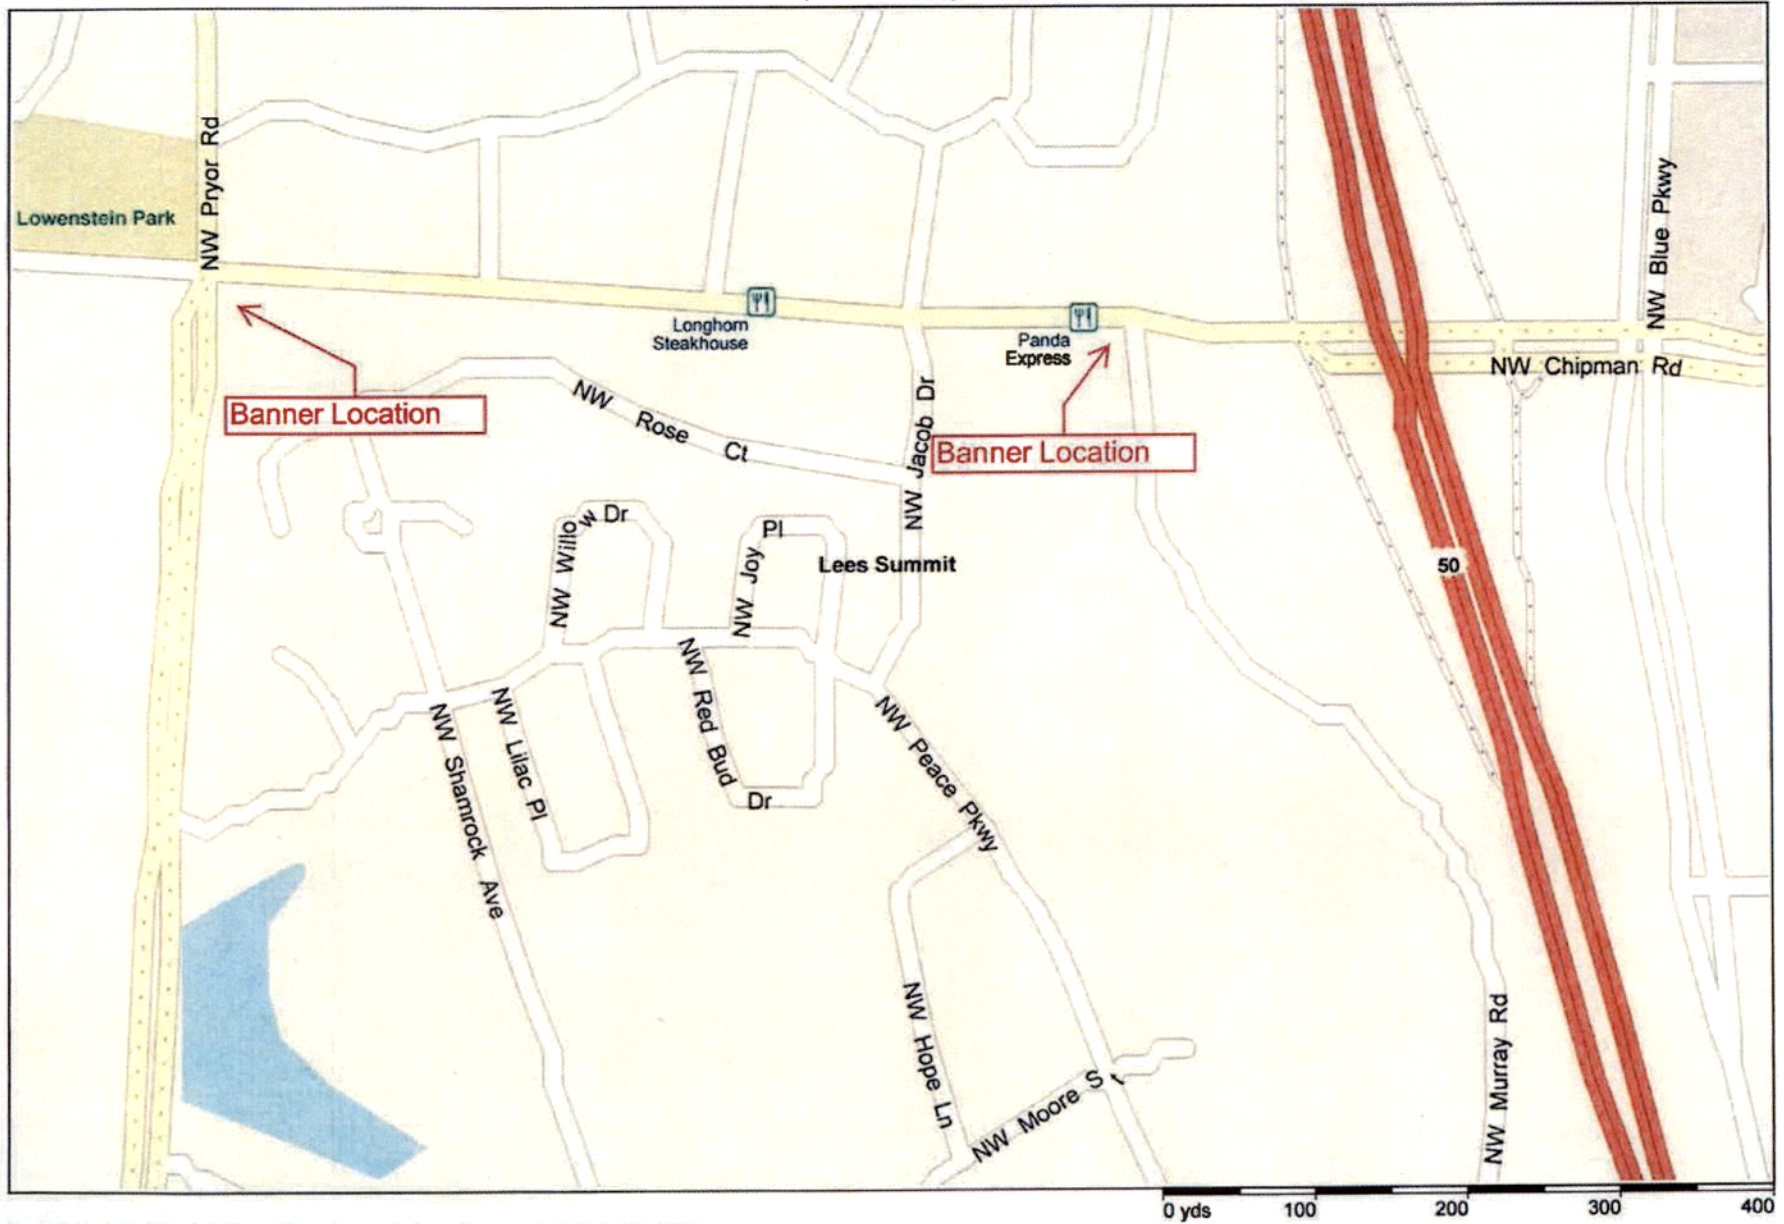 NW Pryor Rd
Lowenstein Park
NW Blue Pkwy
Longhorn
Steakhouse
Panda
Express
NW Chipman Rd
Banner Location
NW Rose Ct
NW Jacob Dr
Banner Location
NW Willow Dr
NW Joy Pl
Lees Summit
50
NW Red Bud Dr
NW Lilac Pl
NW Shamrock Ave
NW Peace Pkwy
NW Hope Ln
NW Moore S
NW Murray Rd
0 yds 100 200 300 400